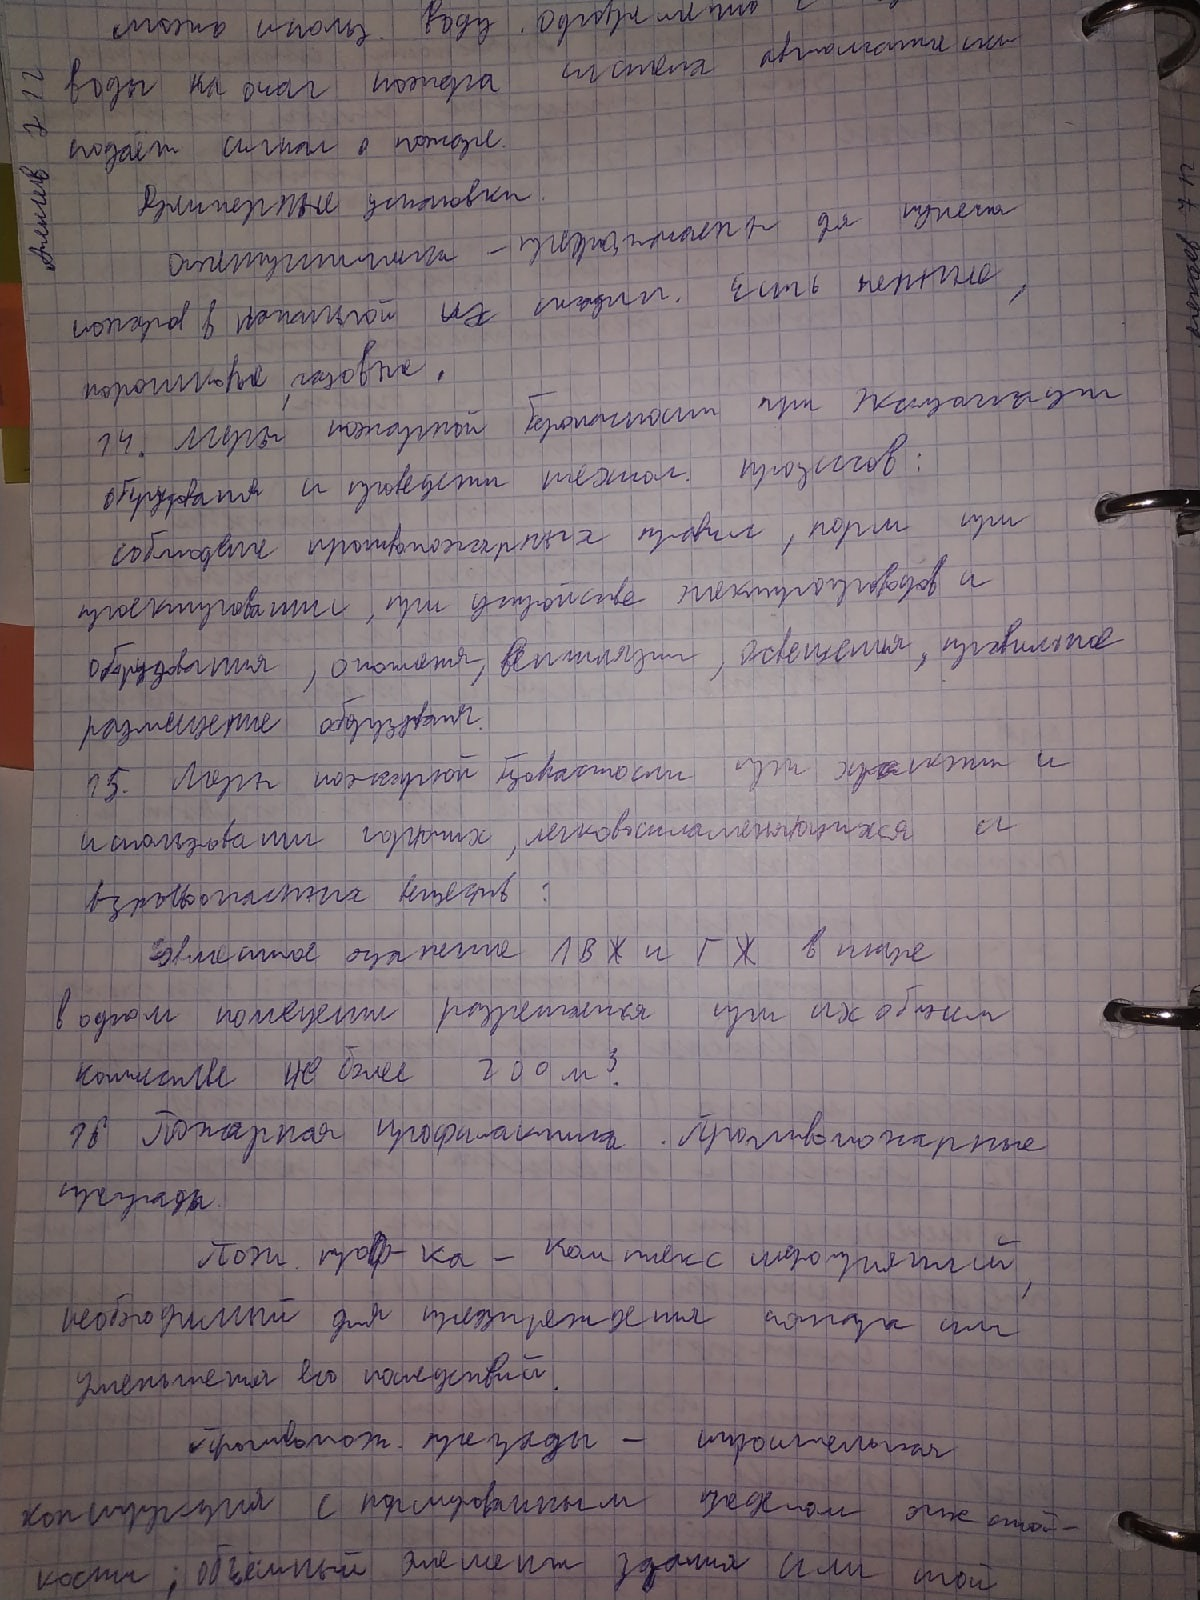 можно использ. воду. Одновременно с
воды на очаг пожара система автоматически
подаёт сигнал о пожаре.
Дренчерные установки.
Огнетушители – предназначены для тушения
пожаров в начальной их стадии. Есть пенные,
порошковые, газовые.
14. Меры пожарной безопасности при эксплуатации
оборудования и проведении технол. процессов:
соблюдение противопожарных правил, норм при
проектировании, при устройстве электропроводов и
оборудования, отопления, вентиляции, освещения, правильное
размещение оборудования.
15. Меры пожарной безопасности при хранении и
использовании горючих, легковоспламеняющихся и
взрывоопасных веществ:
Совместное хранение ЛВЖ и ГЖ в таре
в одном помещении разрешается при их общем
количестве не более 200 м³.
16 Пожарная профилактика. Противопожарные
преграды.
Пож. проф-ка – комплекс мероприятий,
необходимый для предупреждения пожара или
уменьшения его последствий.
Противопож. преграды – строительная
конструкция с нормированным пределом огнестой-
кости; объёмный элемент здания или